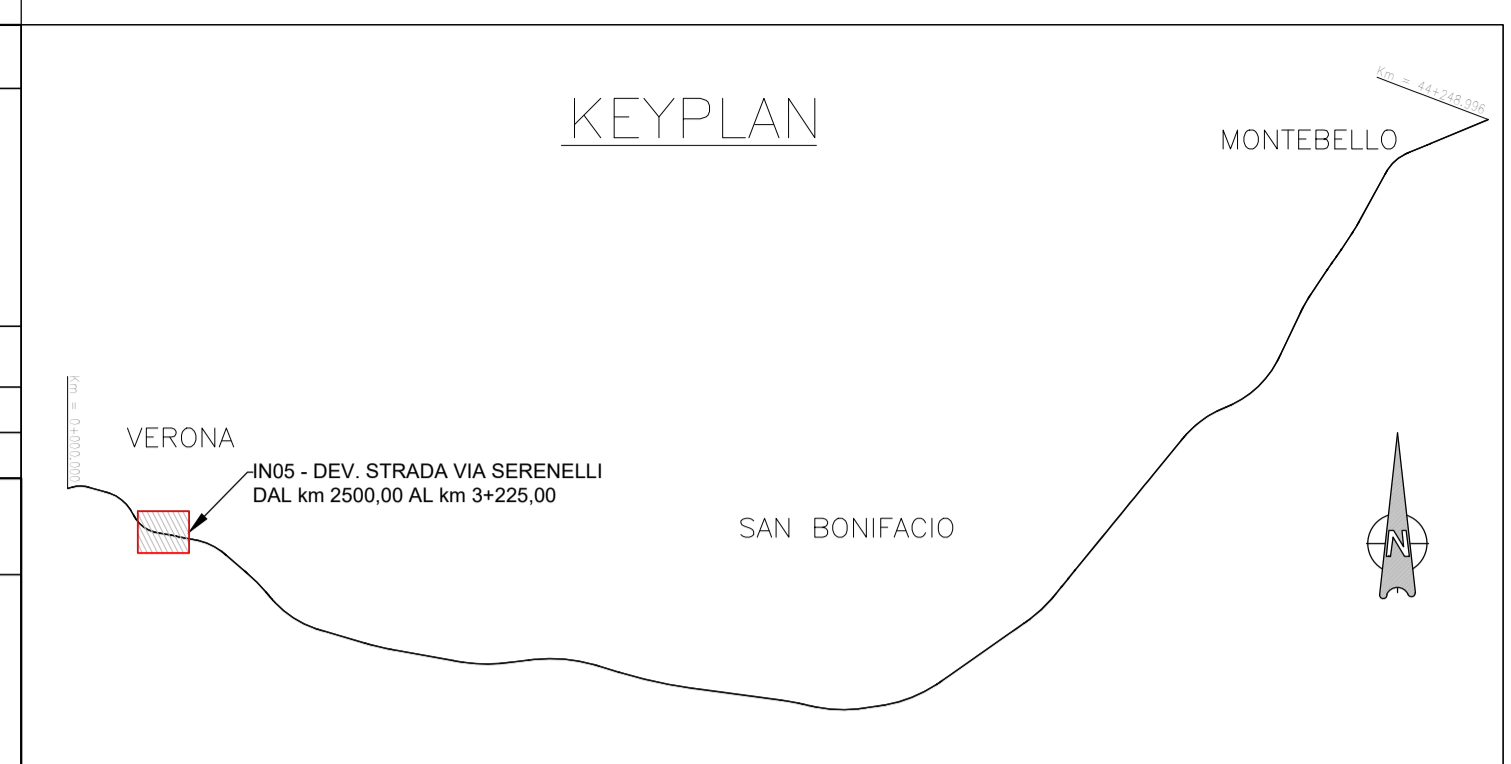 KEYPLAN
Km = 44+248.996
MONTEBELLO
Km = 0+000.000
VERONA
IN05 - DEV. STRADA VIA SERENELLI
DAL km 2500,00 AL km 3+225,00
SAN BONIFACIO
N